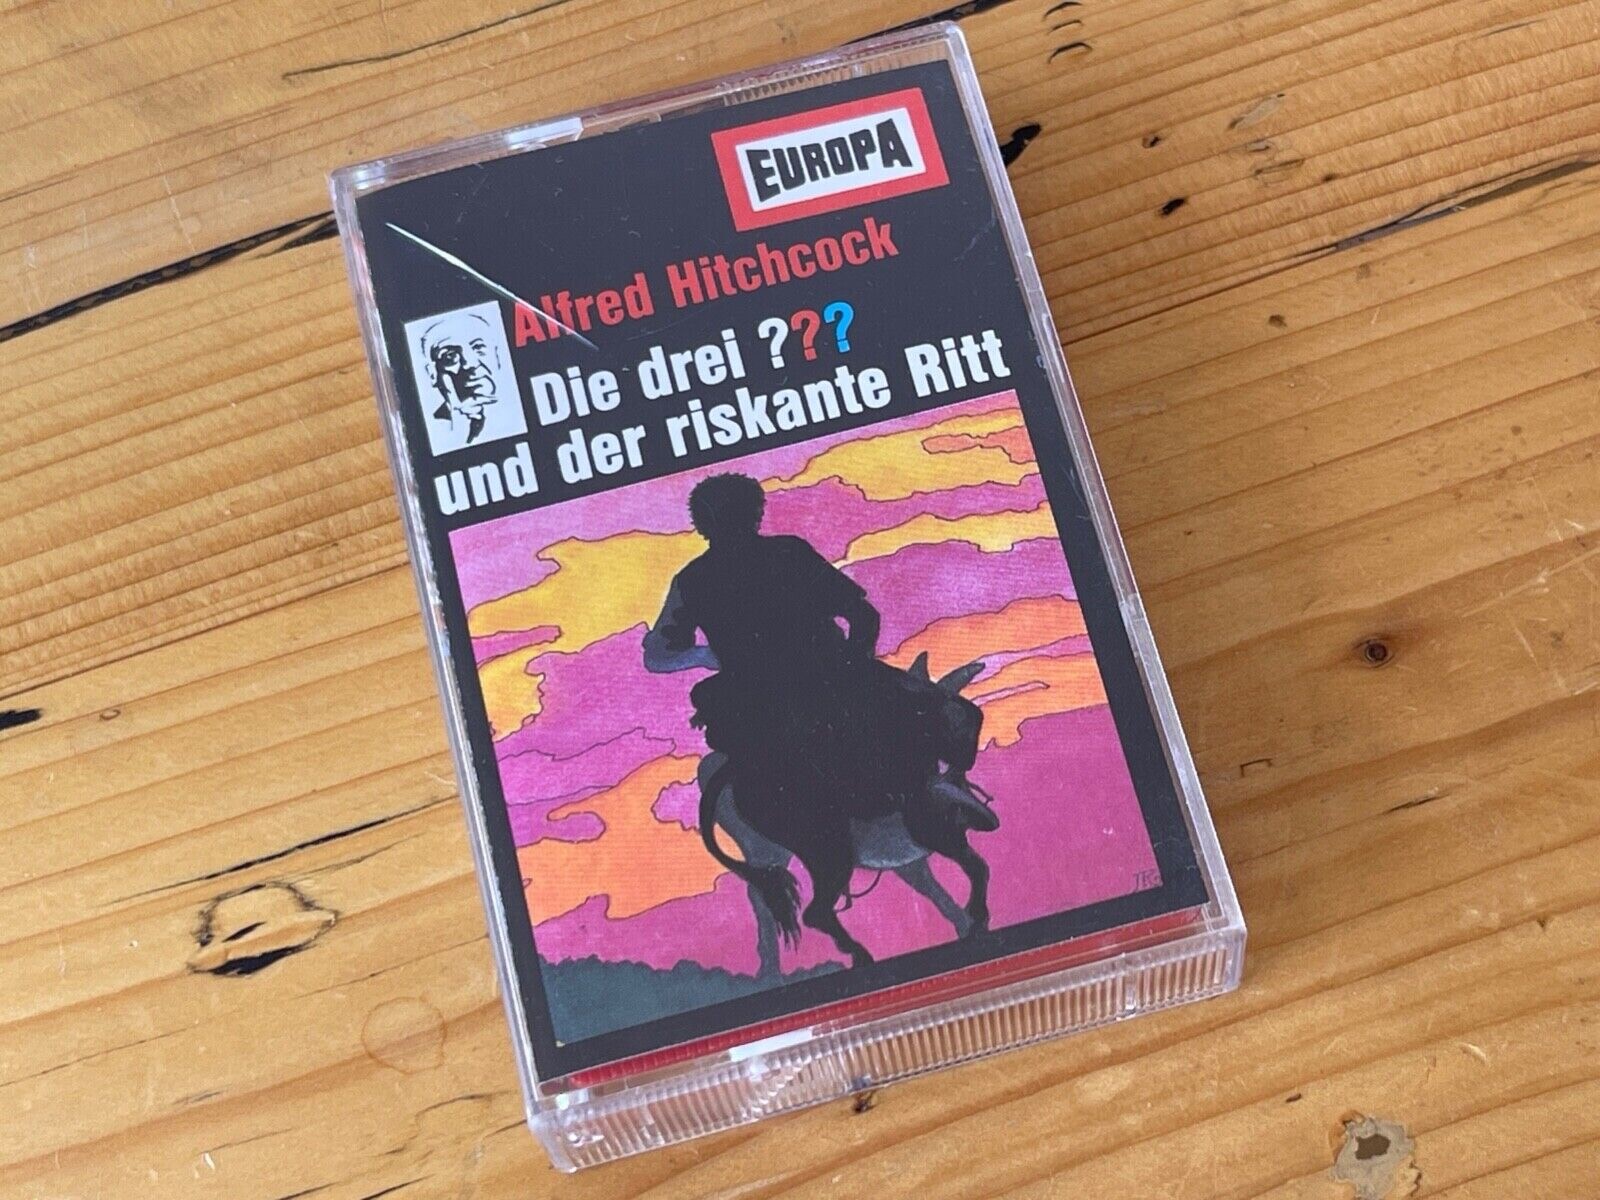 EUROPA
Alfred Hitchcock
Die drei ???
und der riskante Ritt